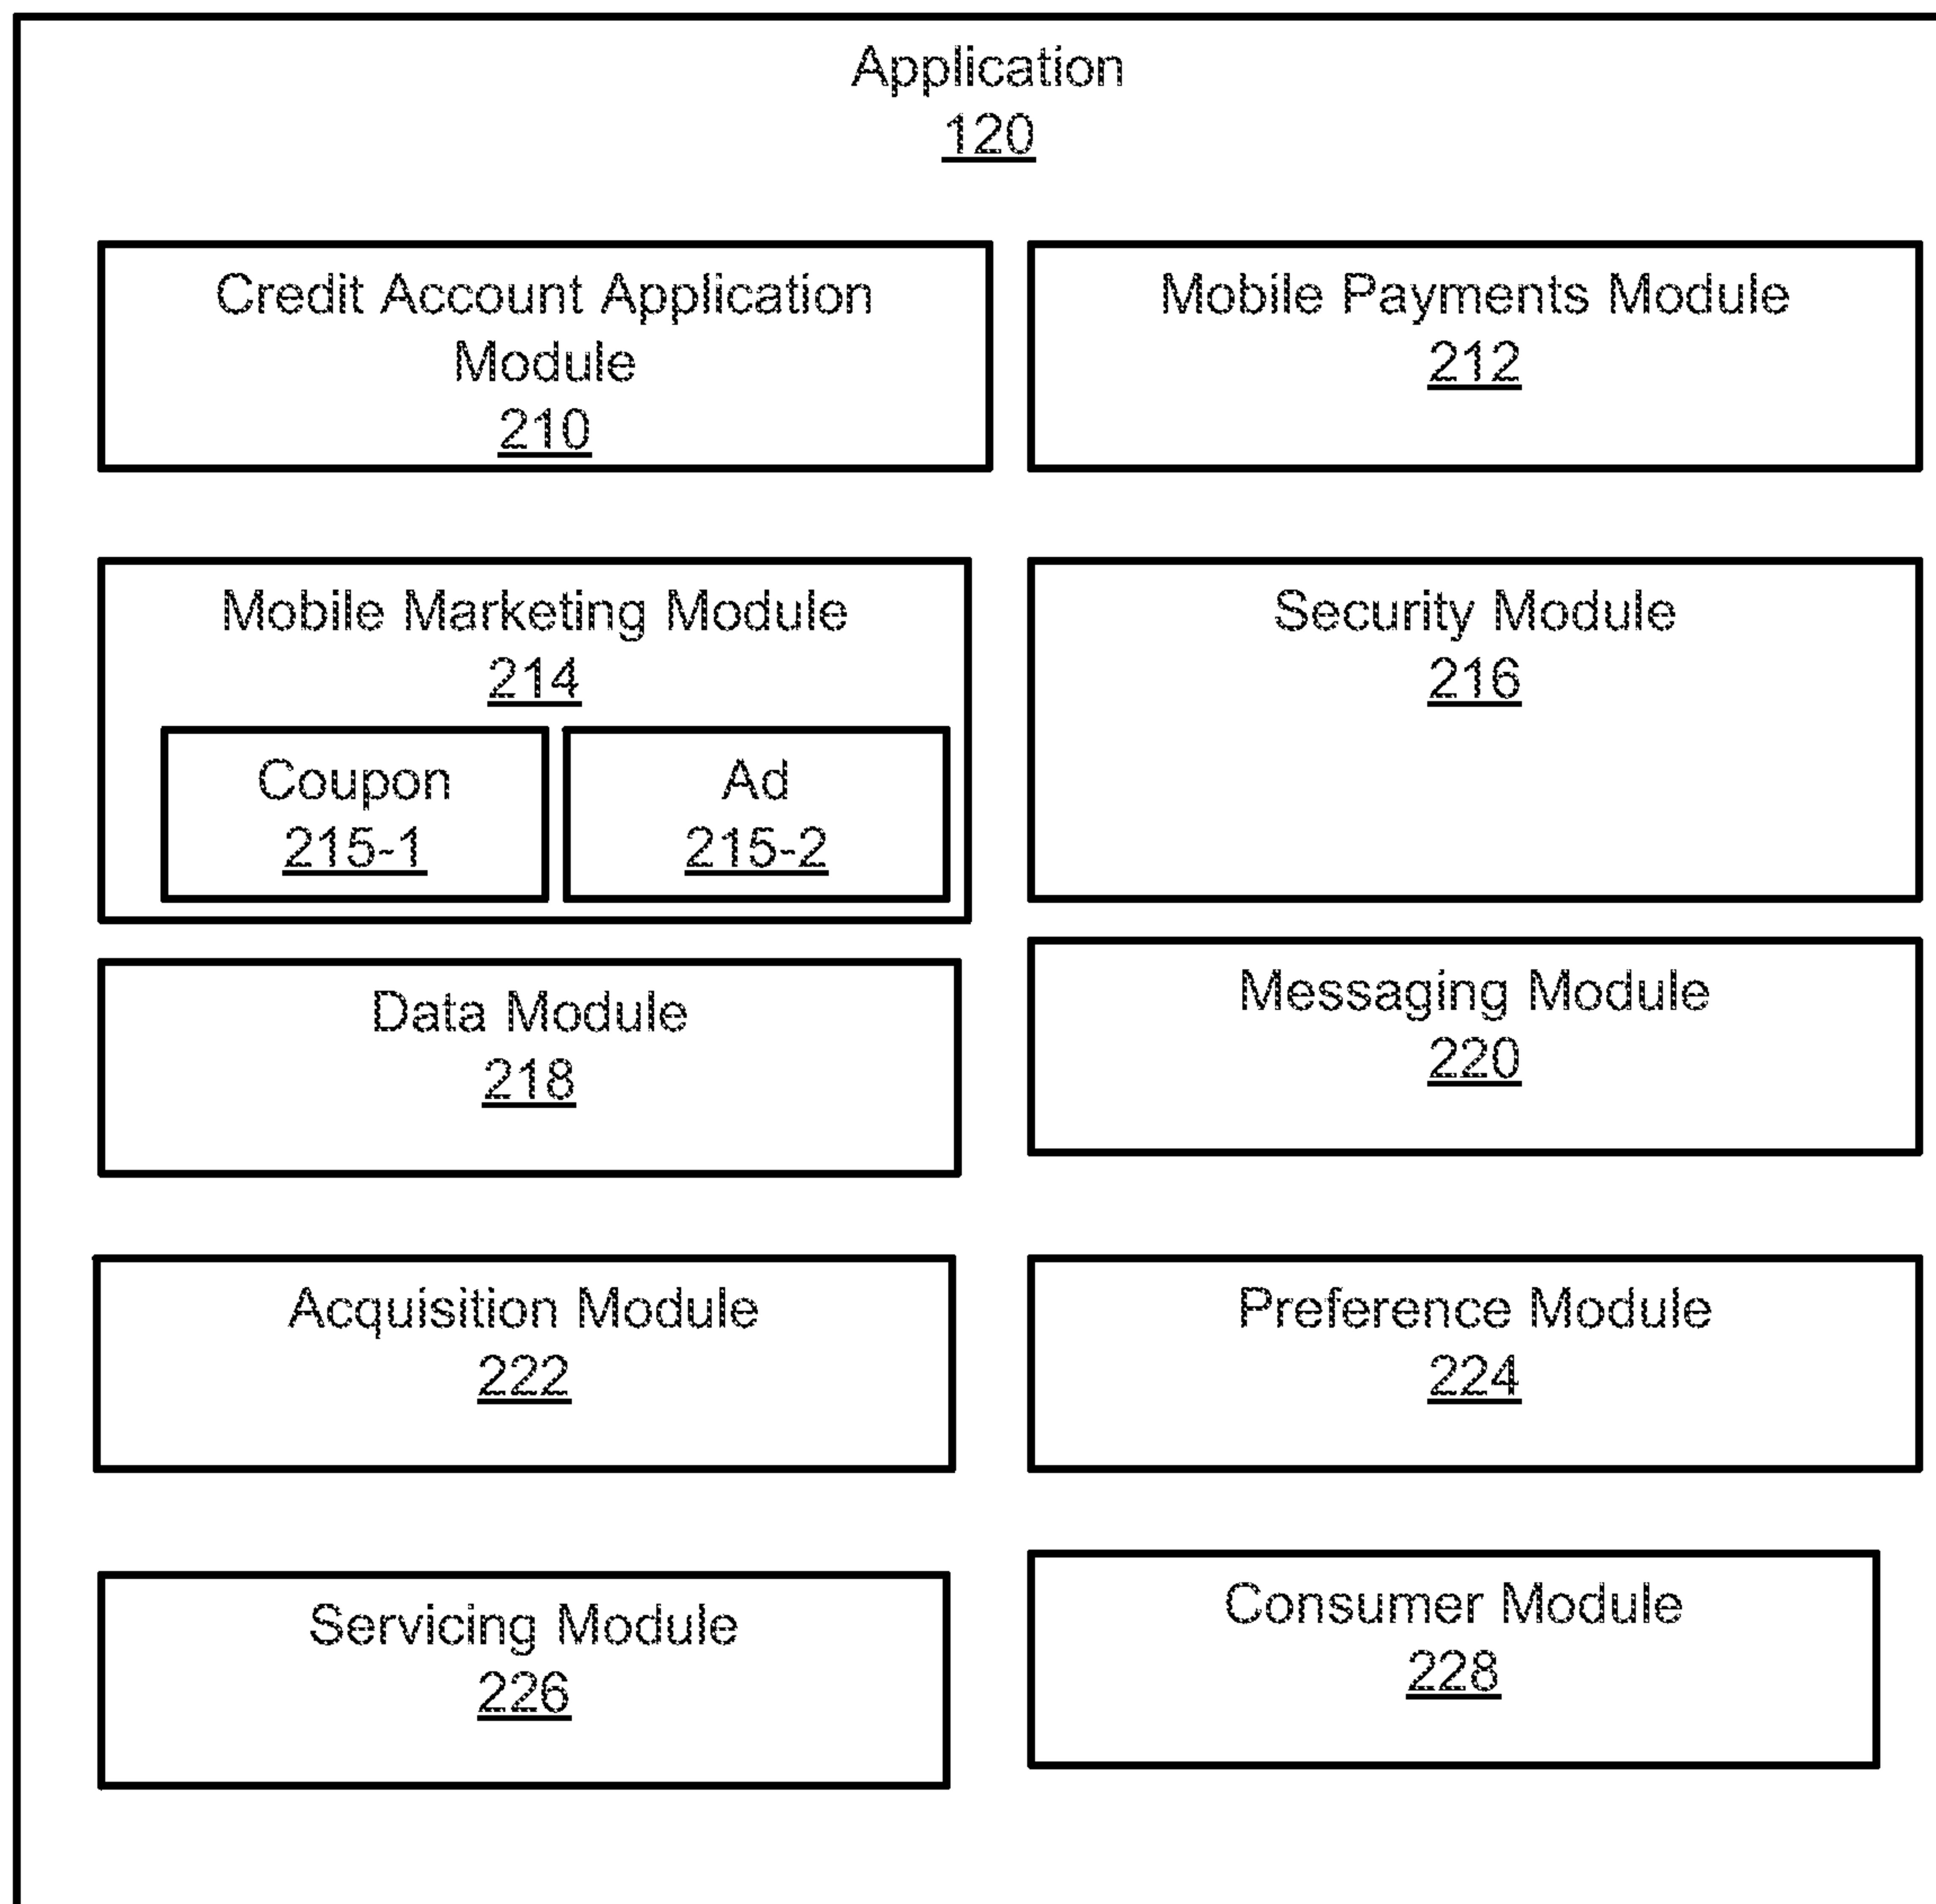 Application
120
Credit Account Application
Module
210
Mobile Payments Module
212
Mobile Marketing Module
214
Coupon
215-1
Ad
215-2
Security Module
216
Data Module
218
Messaging Module
220
Acquisition Module
222
Preference Module
224
Servicing Module
226
Consumer Module
228